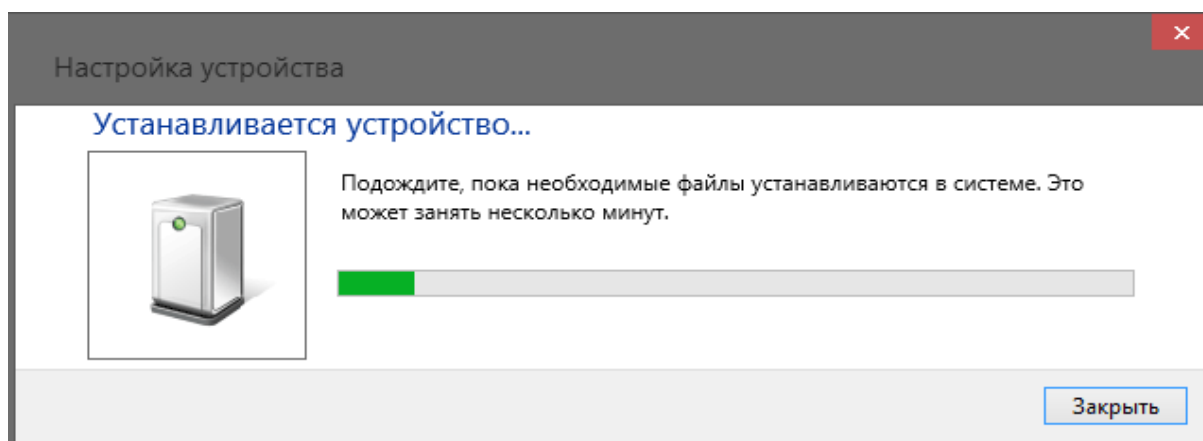 Настройка устройства
Устанавливается устройство...
Подождите, пока необходимые файлы устанавливаются в системе. Это
может занять несколько минут.
Закрыть